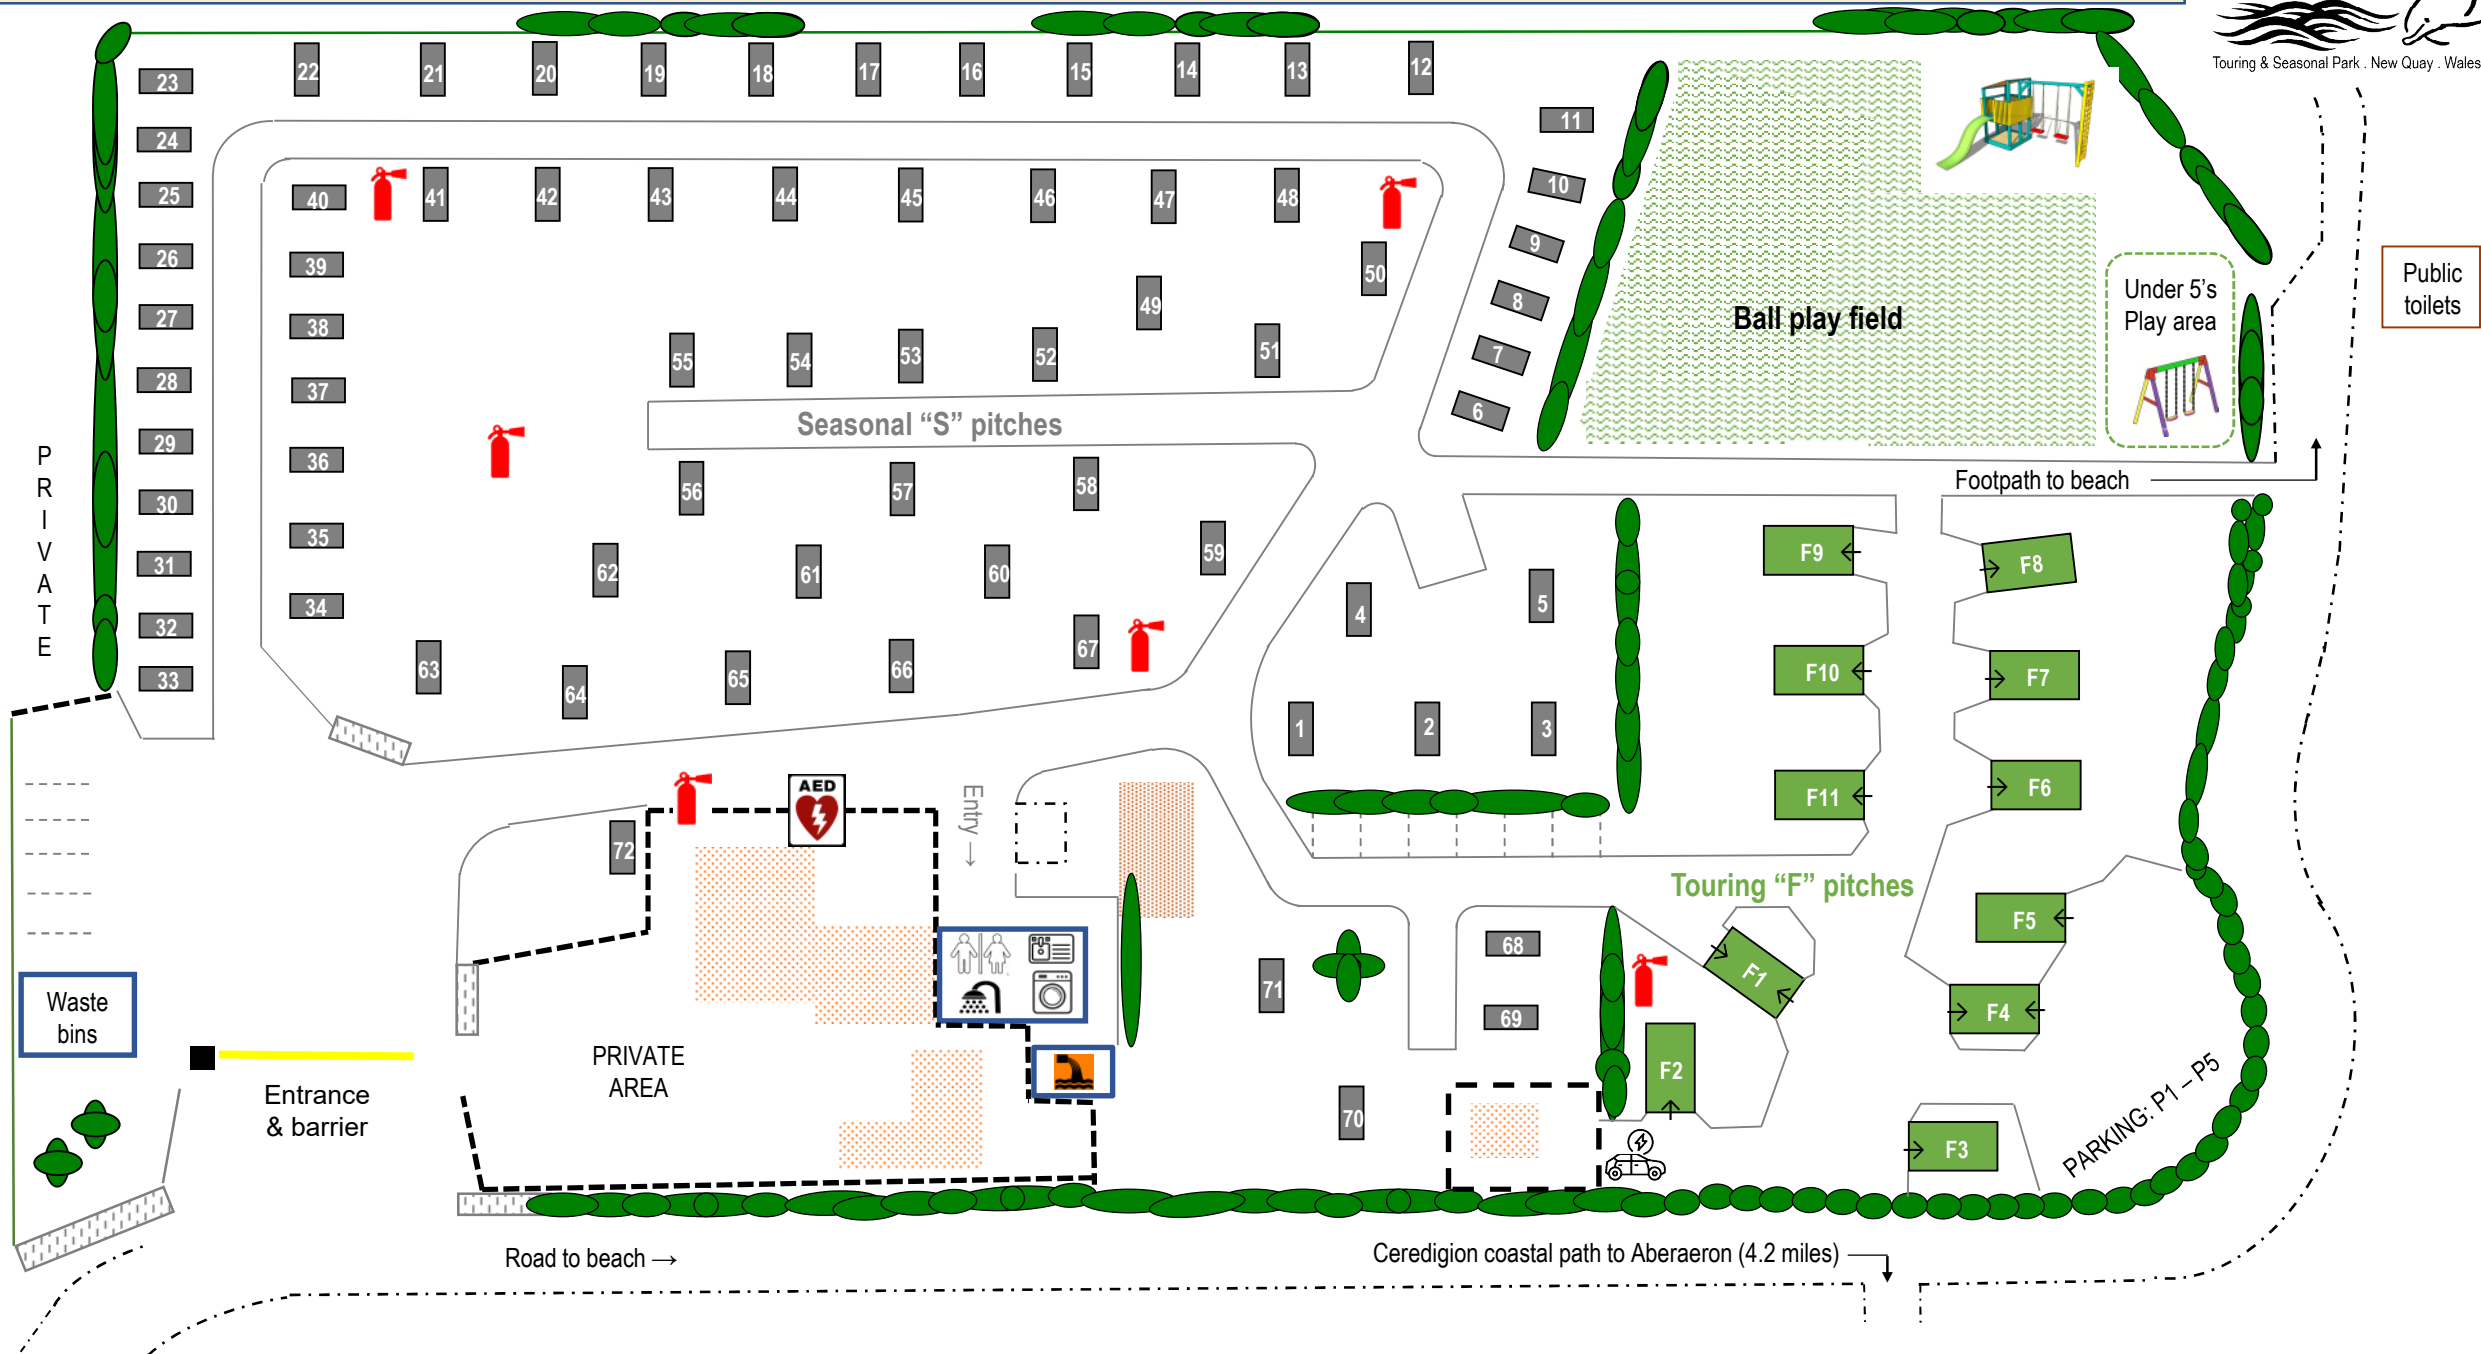 Touring & Seasonal Park . New Quay . Wales
22
21
20
19
18
17
16
15
14
13
12
11
10
9
8
7
6
23
24
25
26
27
28
29
30
31
32
33
40
41
42
43
44
45
46
47
48
39
38
37
36
35
34
50
49
51
52
53
54
55
Seasonal “S” pitches
56
57
58
59
60
61
62
63
64
65
66
67
Ball play field
Under 5’s
Play area
Public
toilets
Footpath to beach
PRIVATE
4
5
1
2
3
F9
F8
F10
F7
F11
F6
Touring “F” pitches
F5
F1
F4
F2
F3
AED
Entry →
72
68
69
71
70
Waste
bins
Entrance
& barrier
PRIVATE
AREA
PARKING: P1 – P5
Road to beach →
Ceredigion coastal path to Aberaeron (4.2 miles)